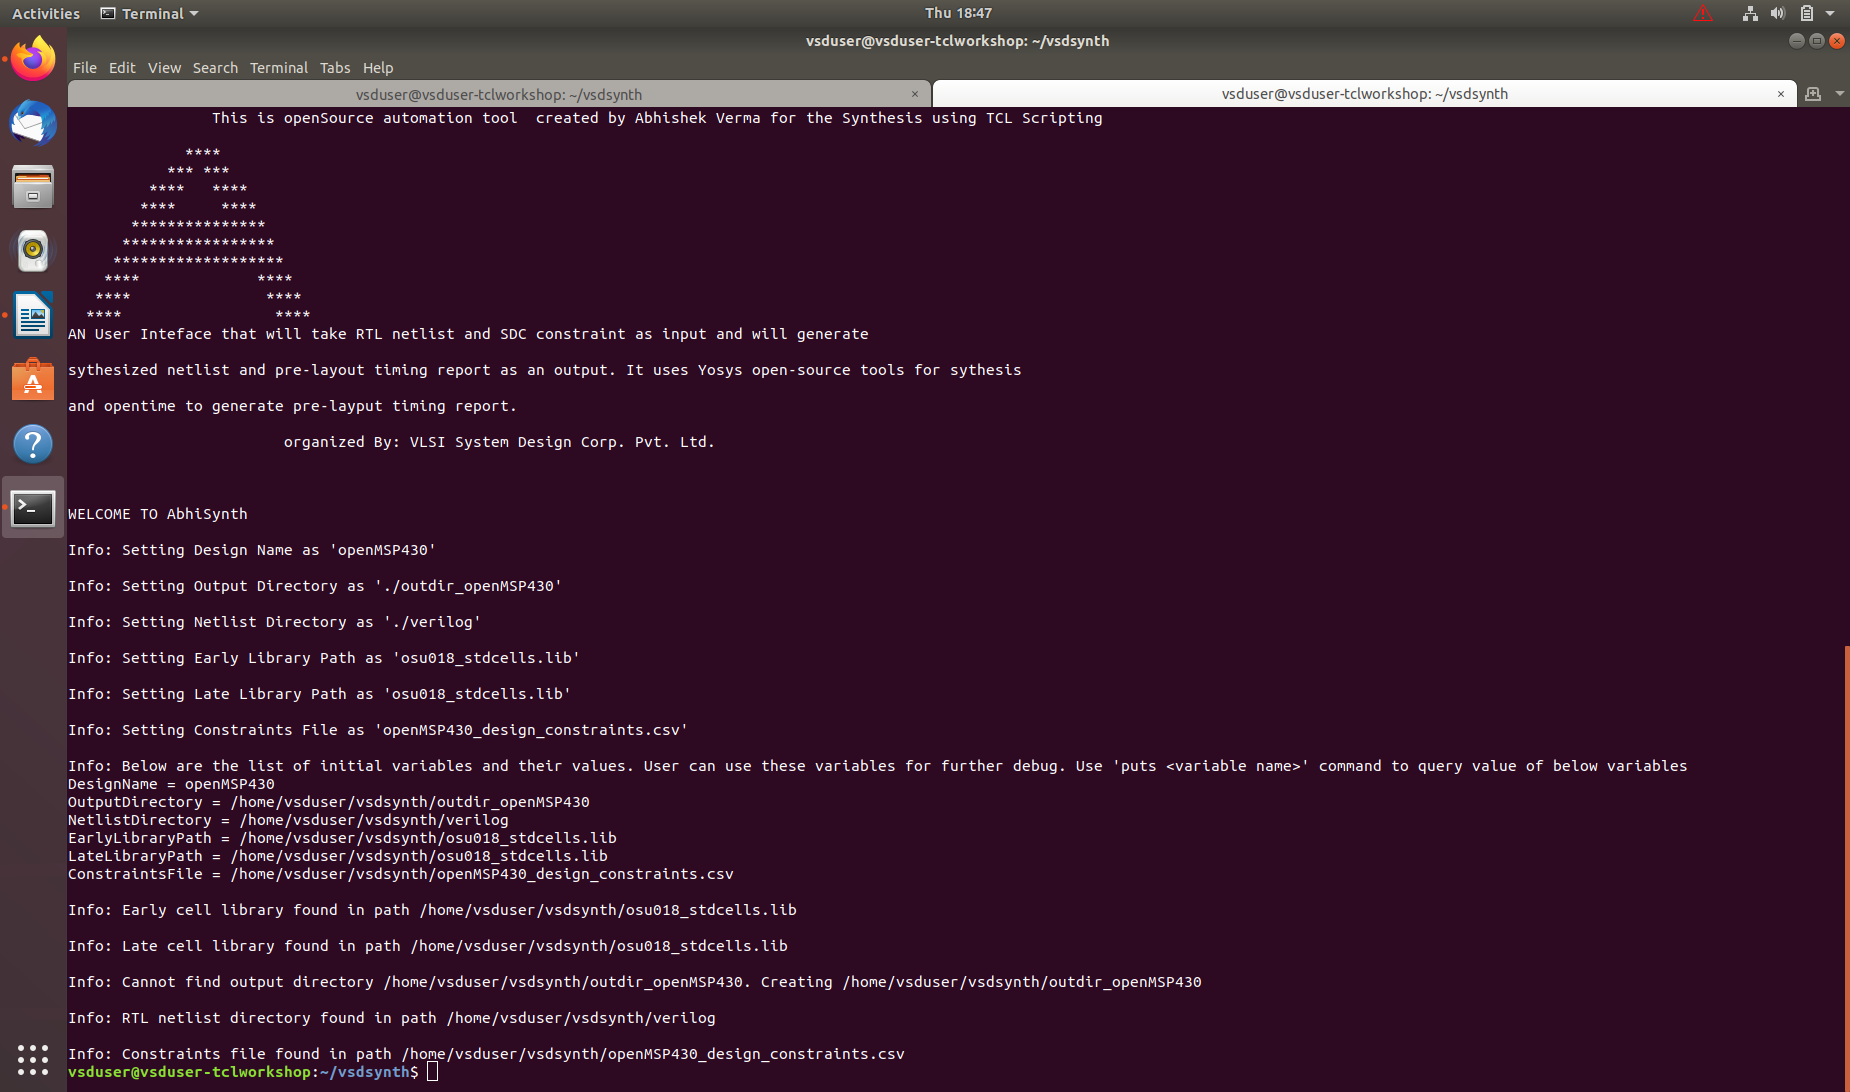 Activities Terminal Thu 18:47
vsduser@vsduser-tclworkshop: ~/vsdsynth
File Edit View Search Terminal Tabs Help
vsduser@vsduser-tclworkshop: ~/vsdsynth × vsduser@vsduser-tclworkshop: ~/vsdsynth ×
This is openSource automation tool  created by Abhishek Verma for the Synthesis using TCL Scripting
             ****
           *** ***
         ****   ****
        ****     ****
       ***************
      *****************
     *******************
    ****             ****
   ****               ****
  ****                 ****
AN User Inteface that will take RTL netlist and SDC constraint as input and will generate
sythesized netlist and pre-layout timing report as an output. It uses Yosys open-source tools for sythesis
and opentime to generate pre-layput timing report.
organized By: VLSI System Design Corp. Pvt. Ltd.
WELCOME TO AbhiSynth
Info: Setting Design Name as 'openMSP430'
Info: Setting Output Directory as './outdir_openMSP430'
Info: Setting Netlist Directory as './verilog'
Info: Setting Early Library Path as 'osu018_stdcells.lib'
Info: Setting Late Library Path as 'osu018_stdcells.lib'
Info: Setting Constraints File as 'openMSP430_design_constraints.csv'
Info: Below are the list of initial variables and their values. User can use these variables for further debug. Use 'puts <variable name>' command to query value of below variables
DesignName = openMSP430
OutputDirectory = /home/vsduser/vsdsynth/outdir_openMSP430
NetlistDirectory = /home/vsduser/vsdsynth/verilog
EarlyLibraryPath = /home/vsduser/vsdsynth/osu018_stdcells.lib
LateLibraryPath = /home/vsduser/vsdsynth/osu018_stdcells.lib
ConstraintsFile = /home/vsduser/vsdsynth/openMSP430_design_constraints.csv
Info: Early cell library found in path /home/vsduser/vsdsynth/osu018_stdcells.lib
Info: Late cell library found in path /home/vsduser/vsdsynth/osu018_stdcells.lib
Info: Cannot find output directory /home/vsduser/vsdsynth/outdir_openMSP430. Creating /home/vsduser/vsdsynth/outdir_openMSP430
Info: RTL netlist directory found in path /home/vsduser/vsdsynth/verilog
Info: Constraints file found in path /home/vsduser/vsdsynth/openMSP430_design_constraints.csv
vsduser@vsduser-tclworkshop:~/vsdsynth$